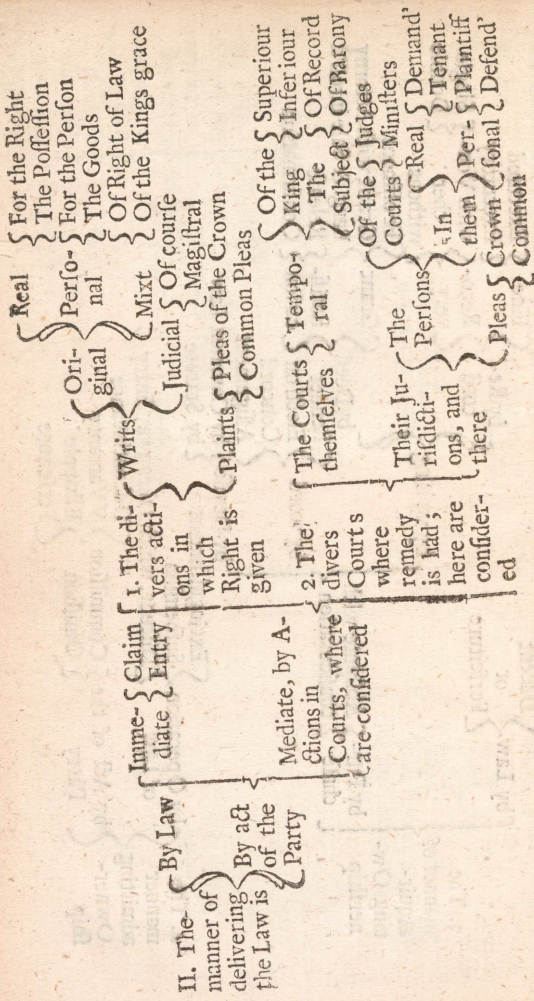 II. The
manner of
delivering
the Law is
By Law
By act
of the
Party
Imme-
diate
Claim
Entry
Mediate, by A-
ctions in
Courts, where
are conſidered
1. The di-
vers acti-
ons in
which
Right is
given
Writs
Ori-
ginal
Real
For the Right
The Poſſeſſion
Perſo-
nal
For the Perſon
The Goods
Mixt
Of Right of Law
Of the Kings grace
Judicial
Of courſe
Magiſtral
Plaints
Pleas of the Crown
Common Pleas
2. The
divers
Courts
where
remedy
is had;
here are
conſider-
ed
The Courts
themſelves
Tempo-
ral
Of the
King
Superiour
Inferiour
The
Subject
Of Record
Of Barony
Their Ju-
riſdicti-
ons, and
there
The
Perſons
Of the
Courts
Judges
Miniſters
In
them
Real
Demand'
Tenant
Per-
ſonal
Plaintiff
Defend'
Pleas
Crown
Common